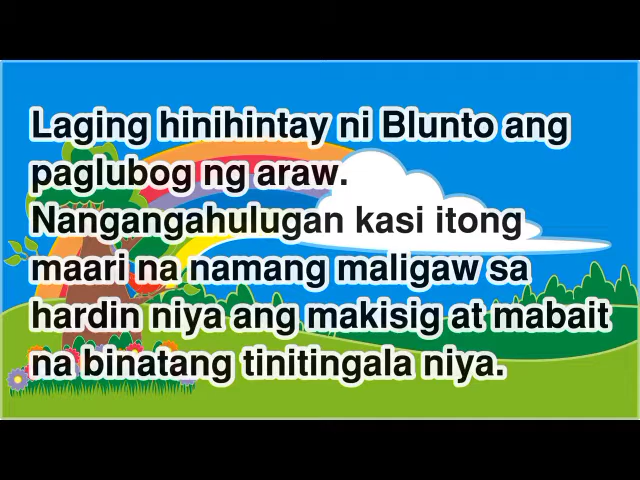 Laging hinihintay ni Blunto ang
paglubog ng araw.
Nangangahulugan kasi itong
maari na namang maligaw sa
hardin niya ang makisig at mabait
na binatang tinitingala niya.